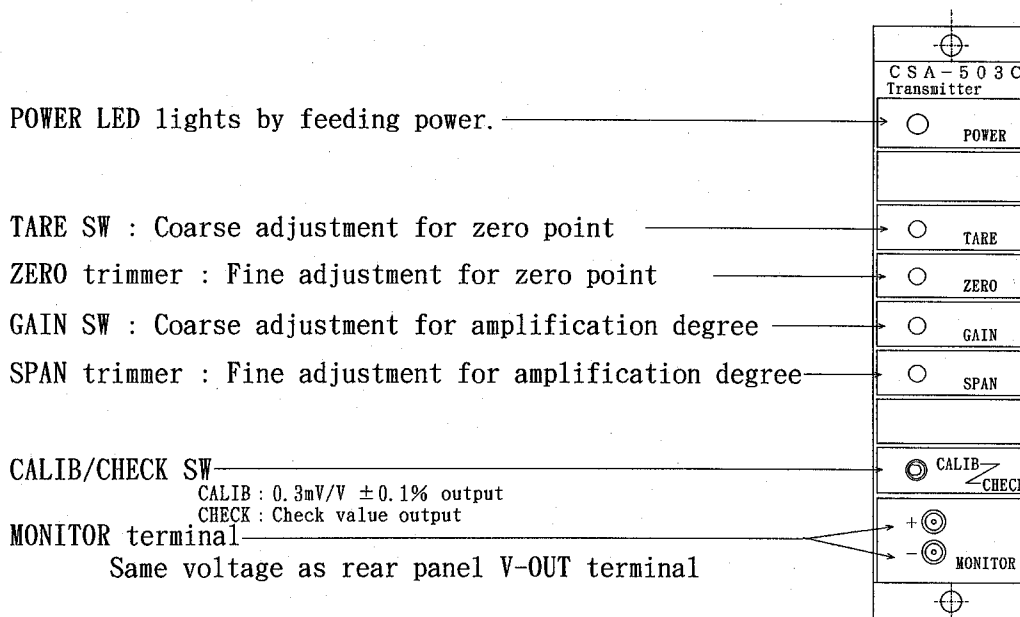 CSA-503C
Transmitter
POWER LED lights by feeding power.
POWER
TARE SW : Coarse adjustment for zero point
TARE
ZERO trimmer : Fine adjustment for zero point
ZERO
GAIN SW : Coarse adjustment for amplification degree
GAIN
SPAN trimmer : Fine adjustment for amplification degree
SPAN
CALIB/CHECK SW
CALIB
CHECK
CALIB : 0.3mV/V ±0.1% output
CHECK : Check value output
MONITOR terminal
+
-
MONITOR
Same voltage as rear panel V-OUT terminal